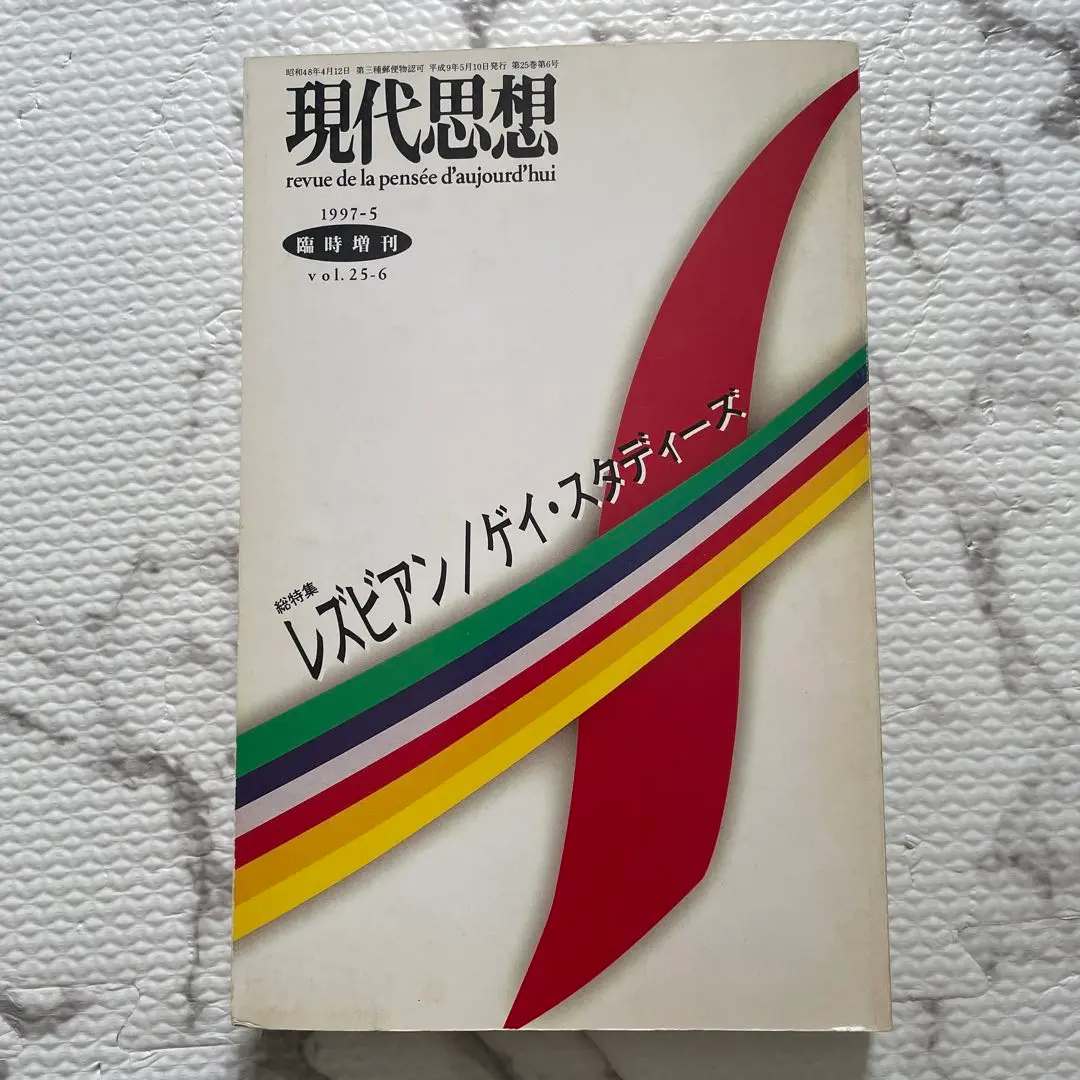 昭和48年4月12日 第三種郵便物認可 平成9年5月10日発行 第25巻第6号
現代思想
revue de la pensée d'aujourd'hui
1997-5
臨時増刊
vol.25-6
総特集
レズビアン/ゲイ・スタディーズ